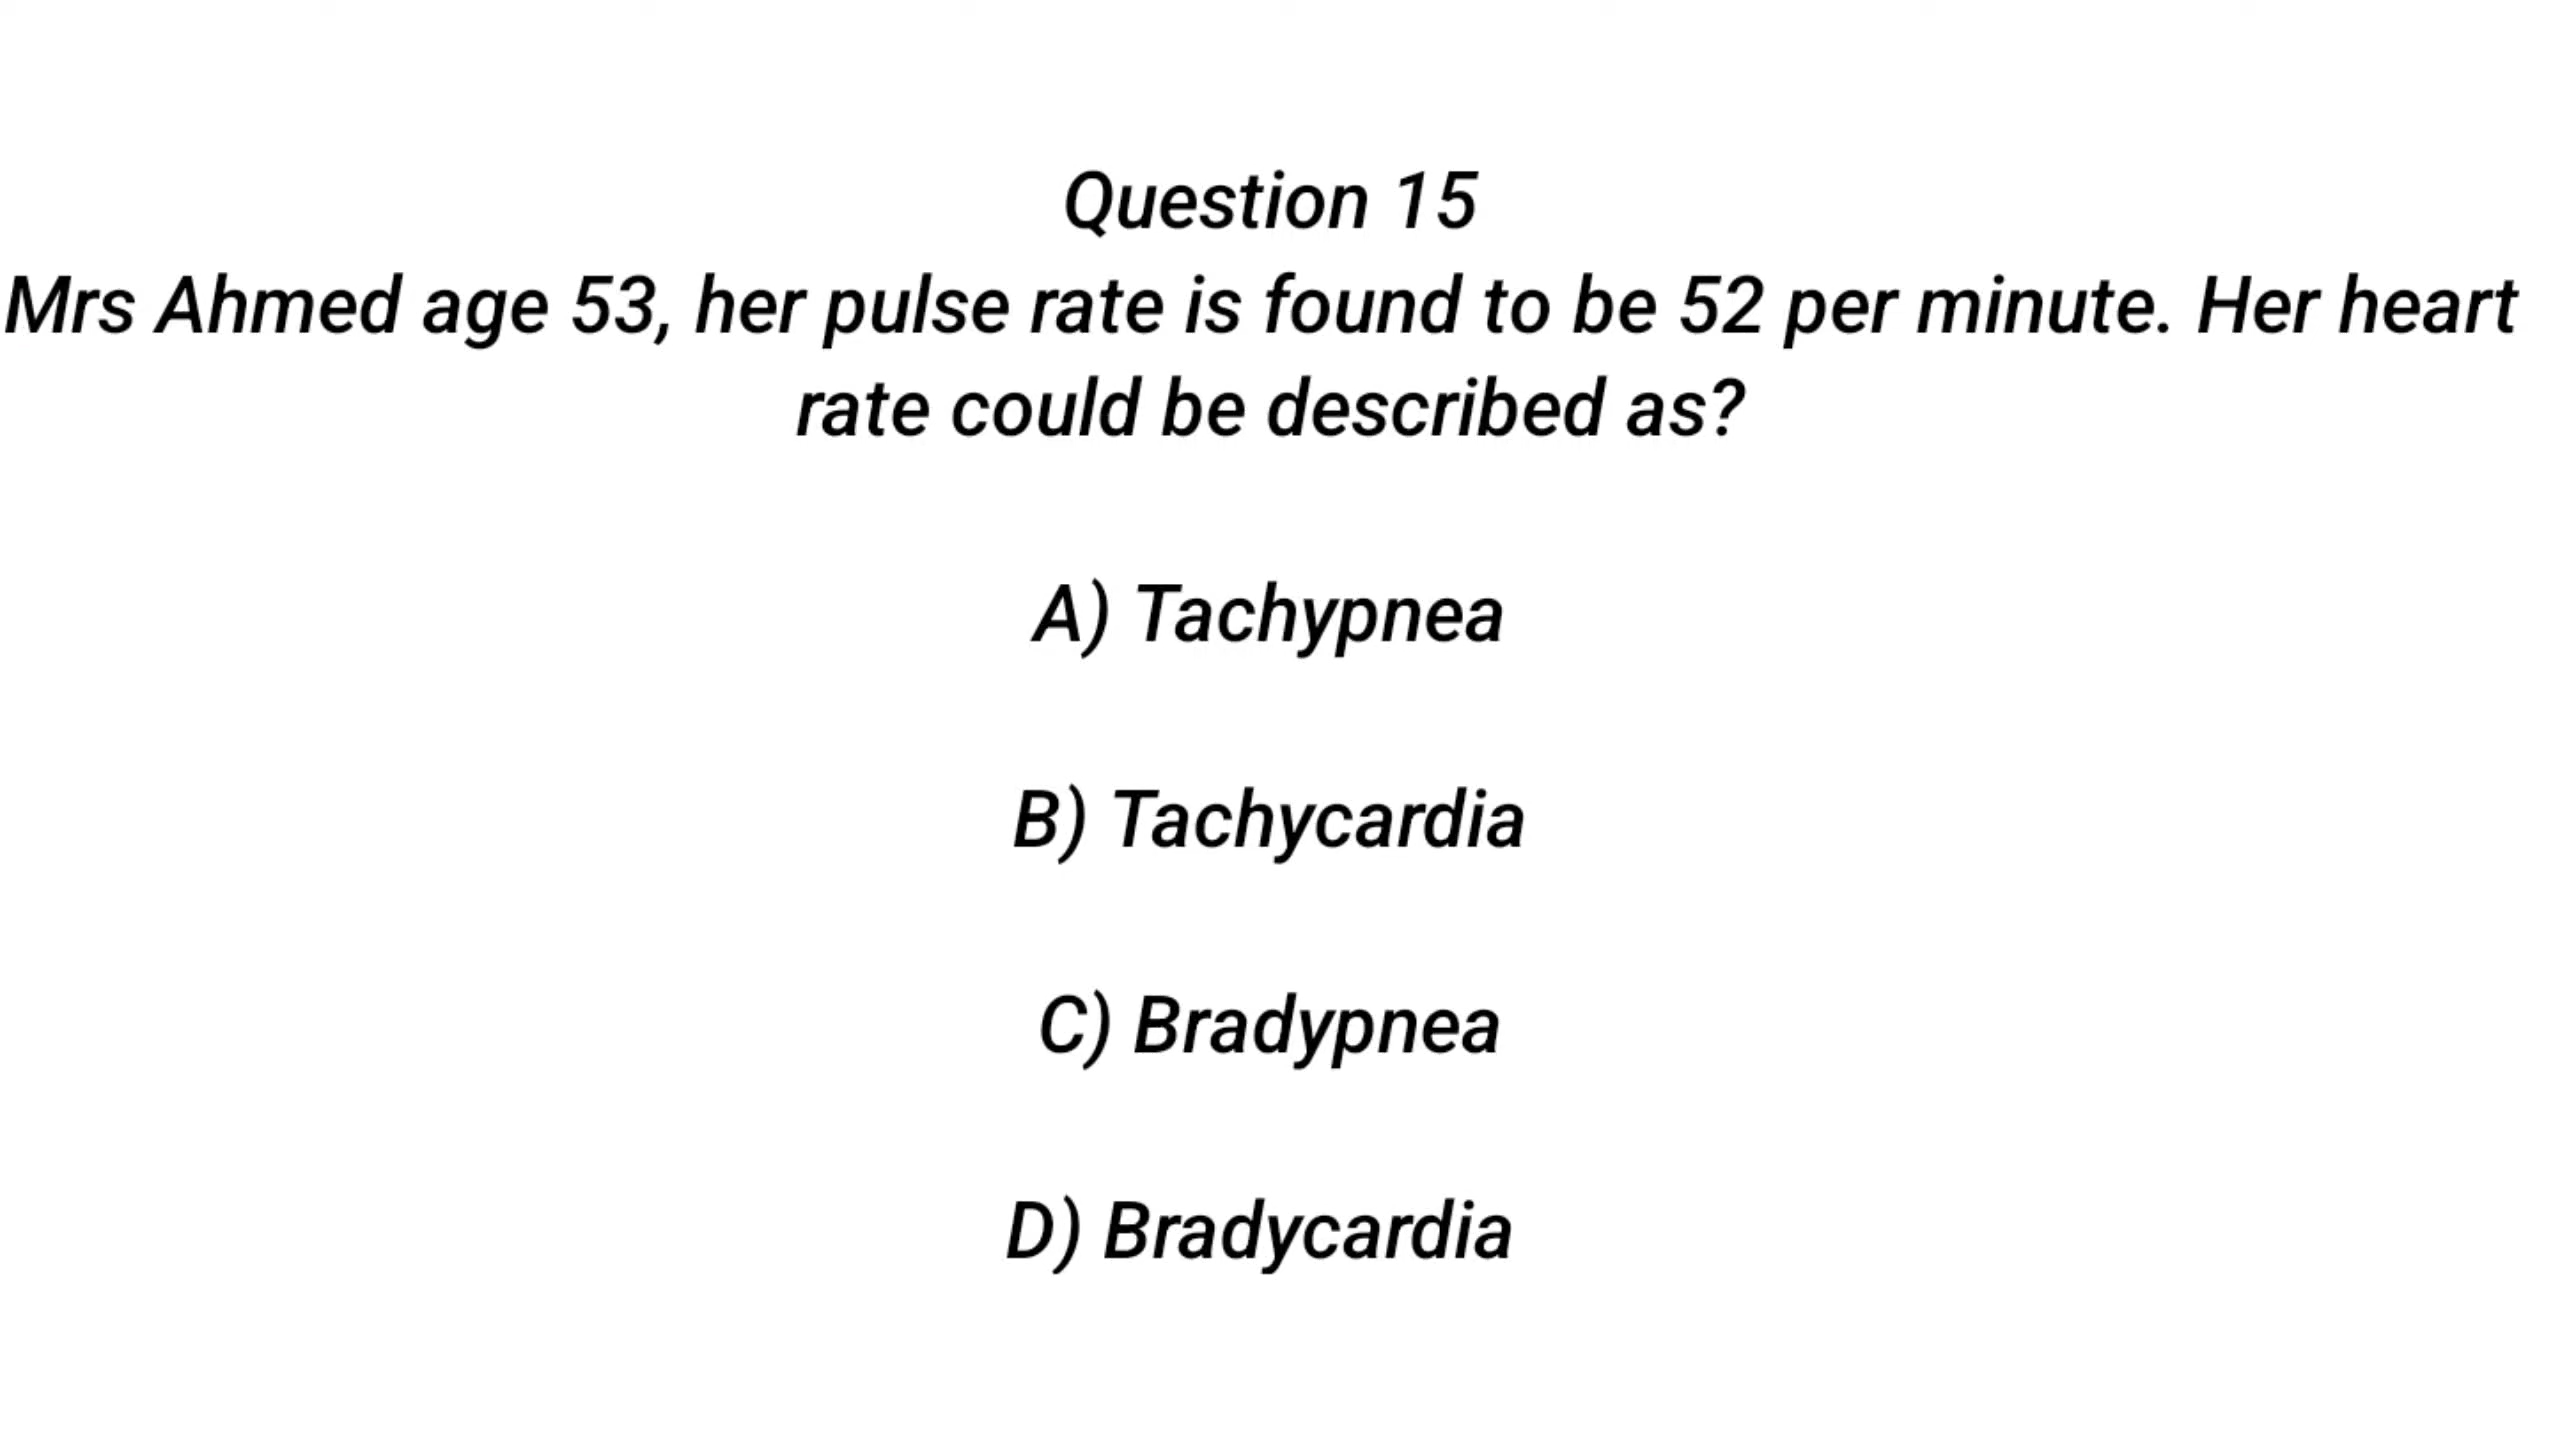 Question 15
Mrs Ahmed age 53, her pulse rate is found to be 52 per minute. Her heart
rate could be described as?
A) Tachypnea
B) Tachycardia
C) Bradypnea
D) Bradycardia